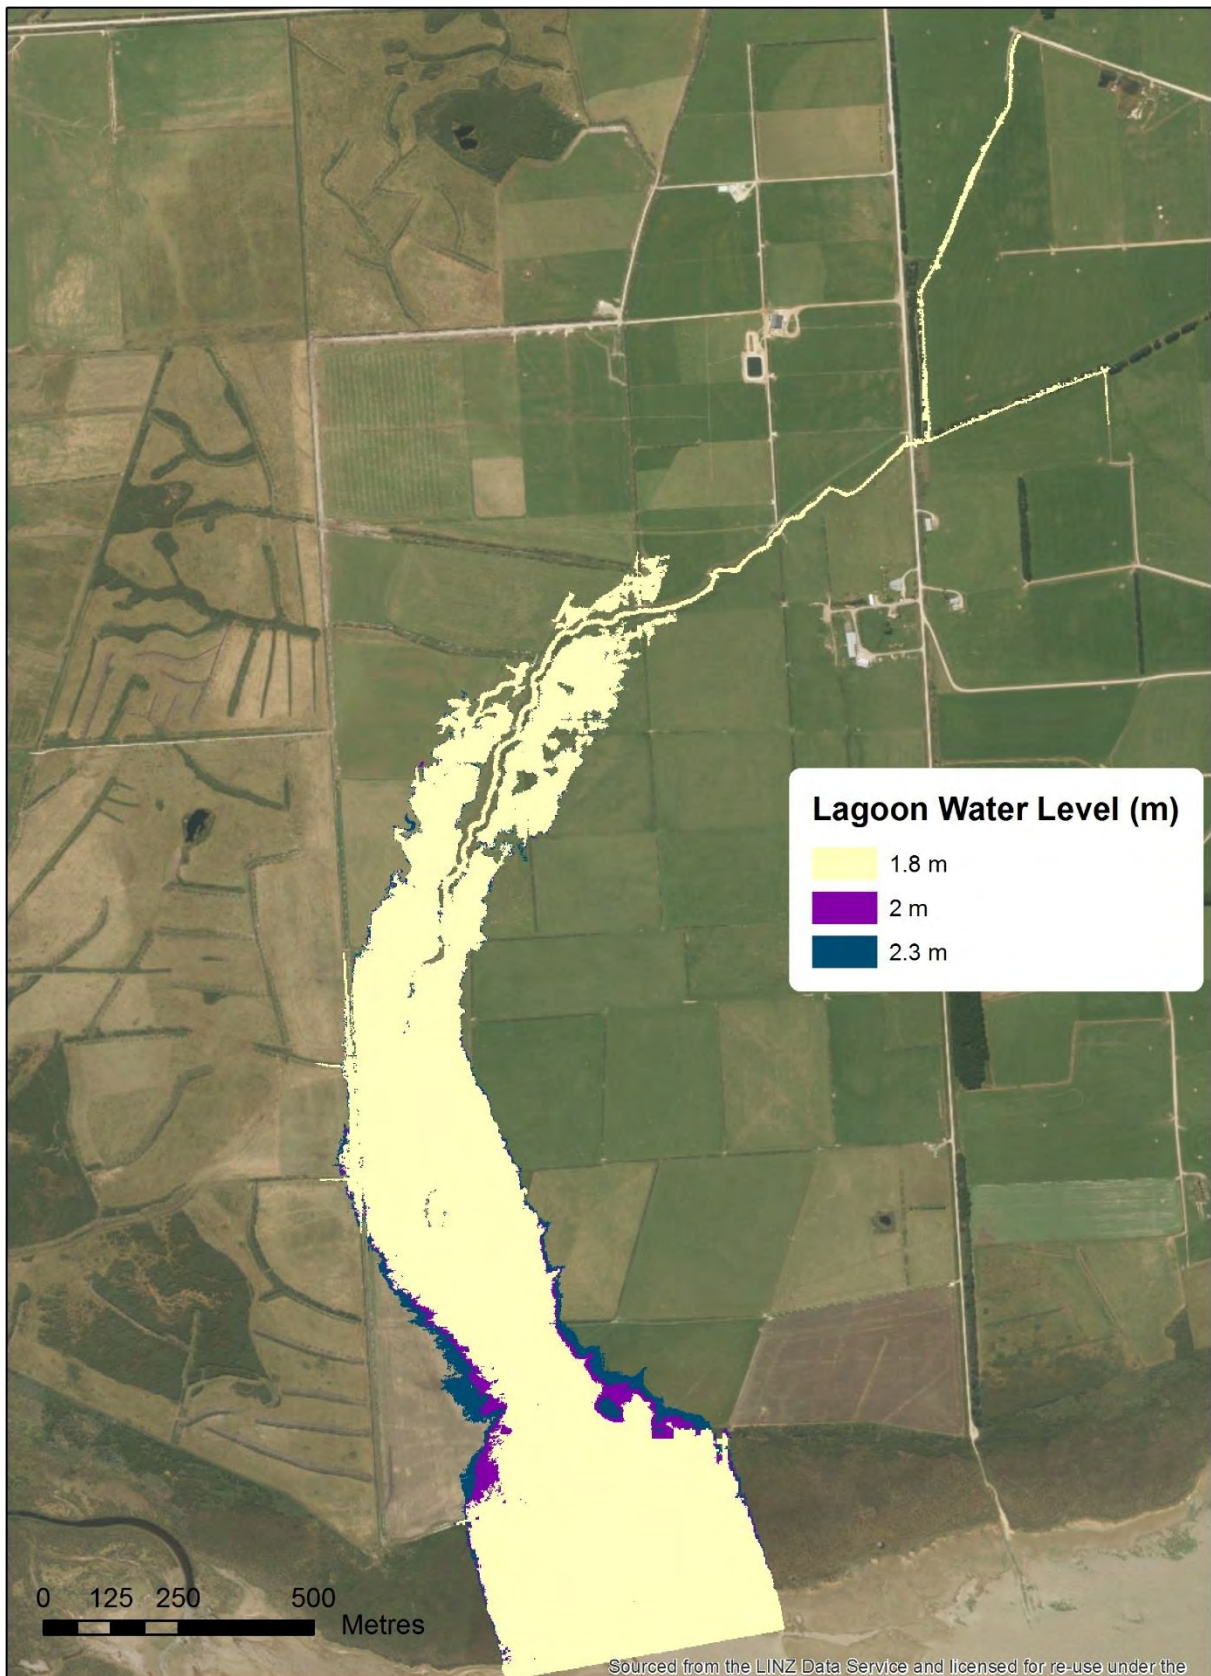 Lagoon Water Level (m)
1.8 m
2 m
2.3 m
0 125 250 500
Metres
Sourced from the LINZ Data Service and licensed for re-use under the